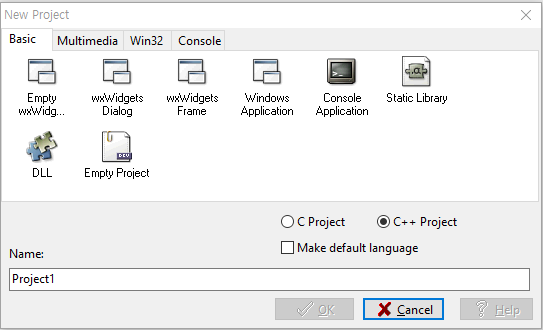 New Project
Basic Multimedia Win32 Console
Empty wxWidgets wxWidgets Windows Console Static Library
wxWidg... Dialog Frame Application Application
DEV
DLL Empty Project
C Project C++ Project
Make default language
Name:
Project1
OK Cancel Help